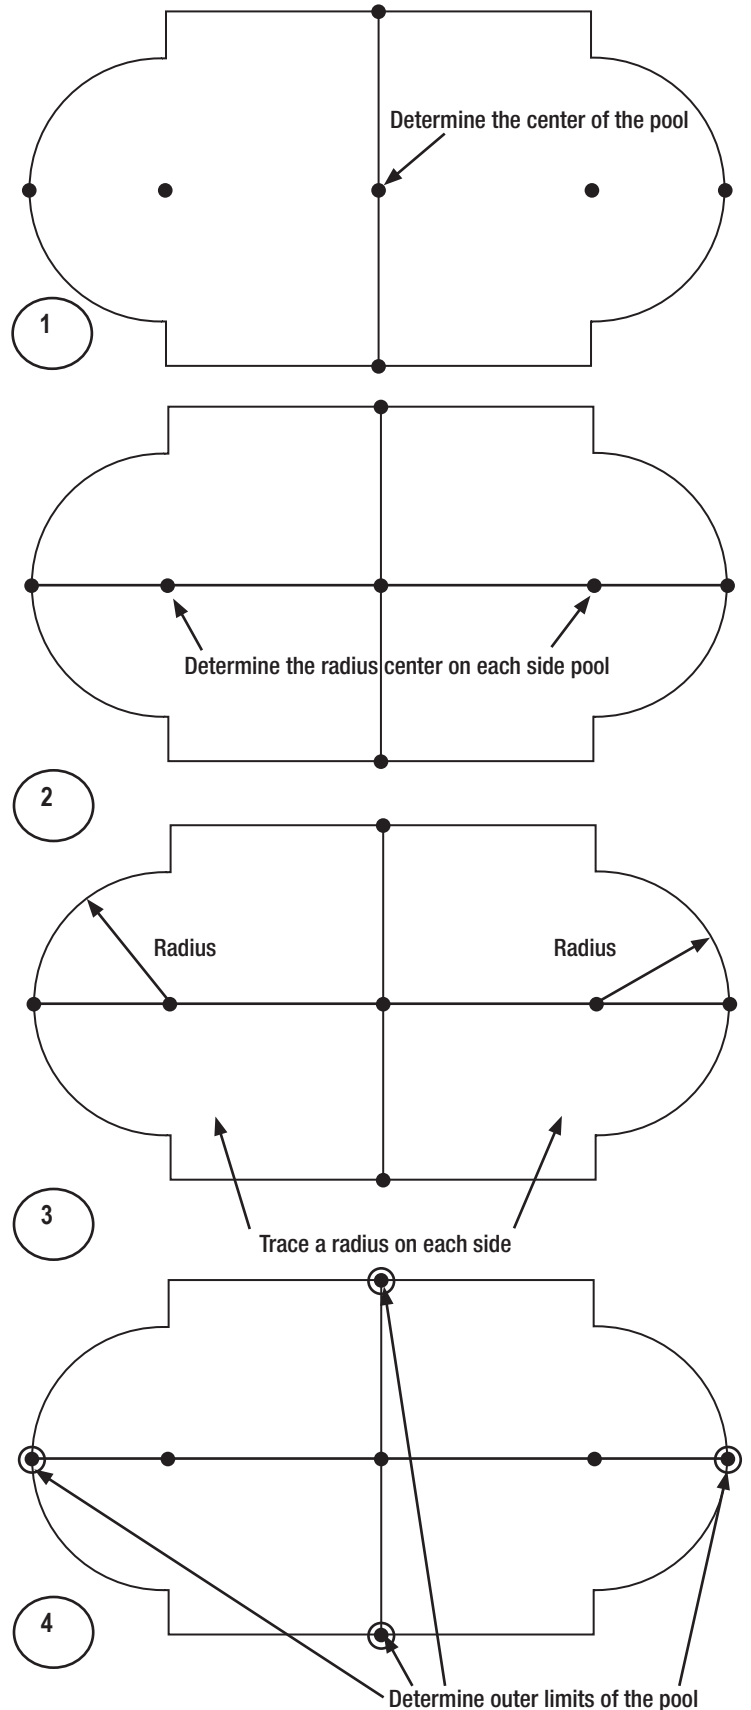 Determine the center of the pool
1
Determine the radius center on each side pool
2
Radius
Radius
3
Trace a radius on each side
4
Determine outer limits of the pool